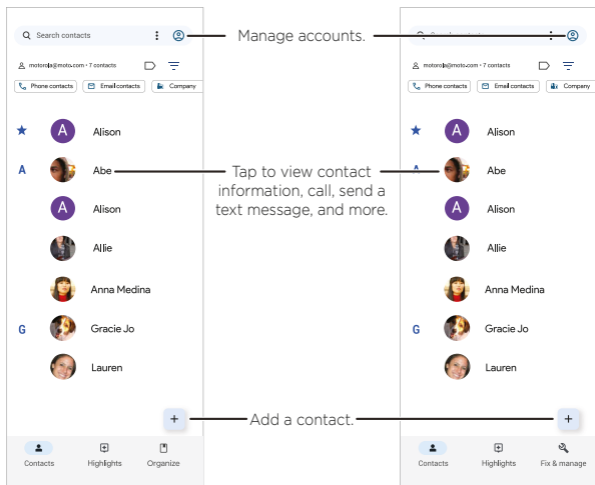 Search contacts
Manage accounts.
Search contacts
motorola@moto.com • 7 contacts
motorola@moto.com • 7 contacts
Phone contacts
Email contacts
Company
Phone contacts
Email contacts
Company
A
Alison
A
Alison
A
Abe
Tap to view contact
information, call, send a
text message, and more.
A
Abe
A
Alison
A
Alison
Allie
Allie
Anna Medina
Anna Medina
G
Gracie Jo
G
Gracie Jo
Lauren
Lauren
+
Add a contact.
+
Contacts
Highlights
Organize
Contacts
Highlights
Fix & manage